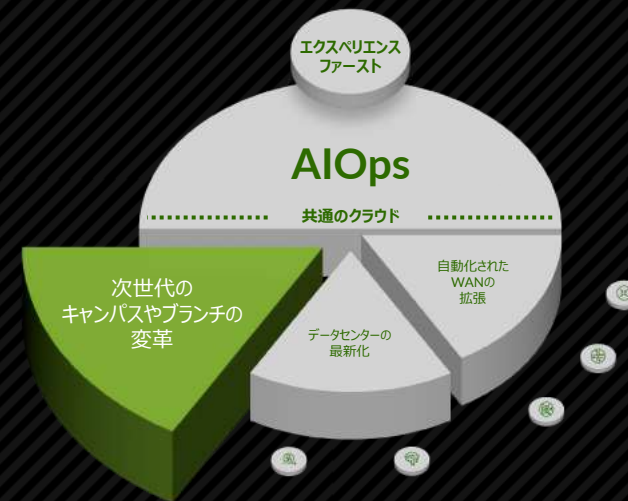 エクスペリエンス
ファースト
AIOps
共通のクラウド
次世代の
キャンパスやブランチの
変革
データセンターの
最新化
自動化された
WANの
拡張